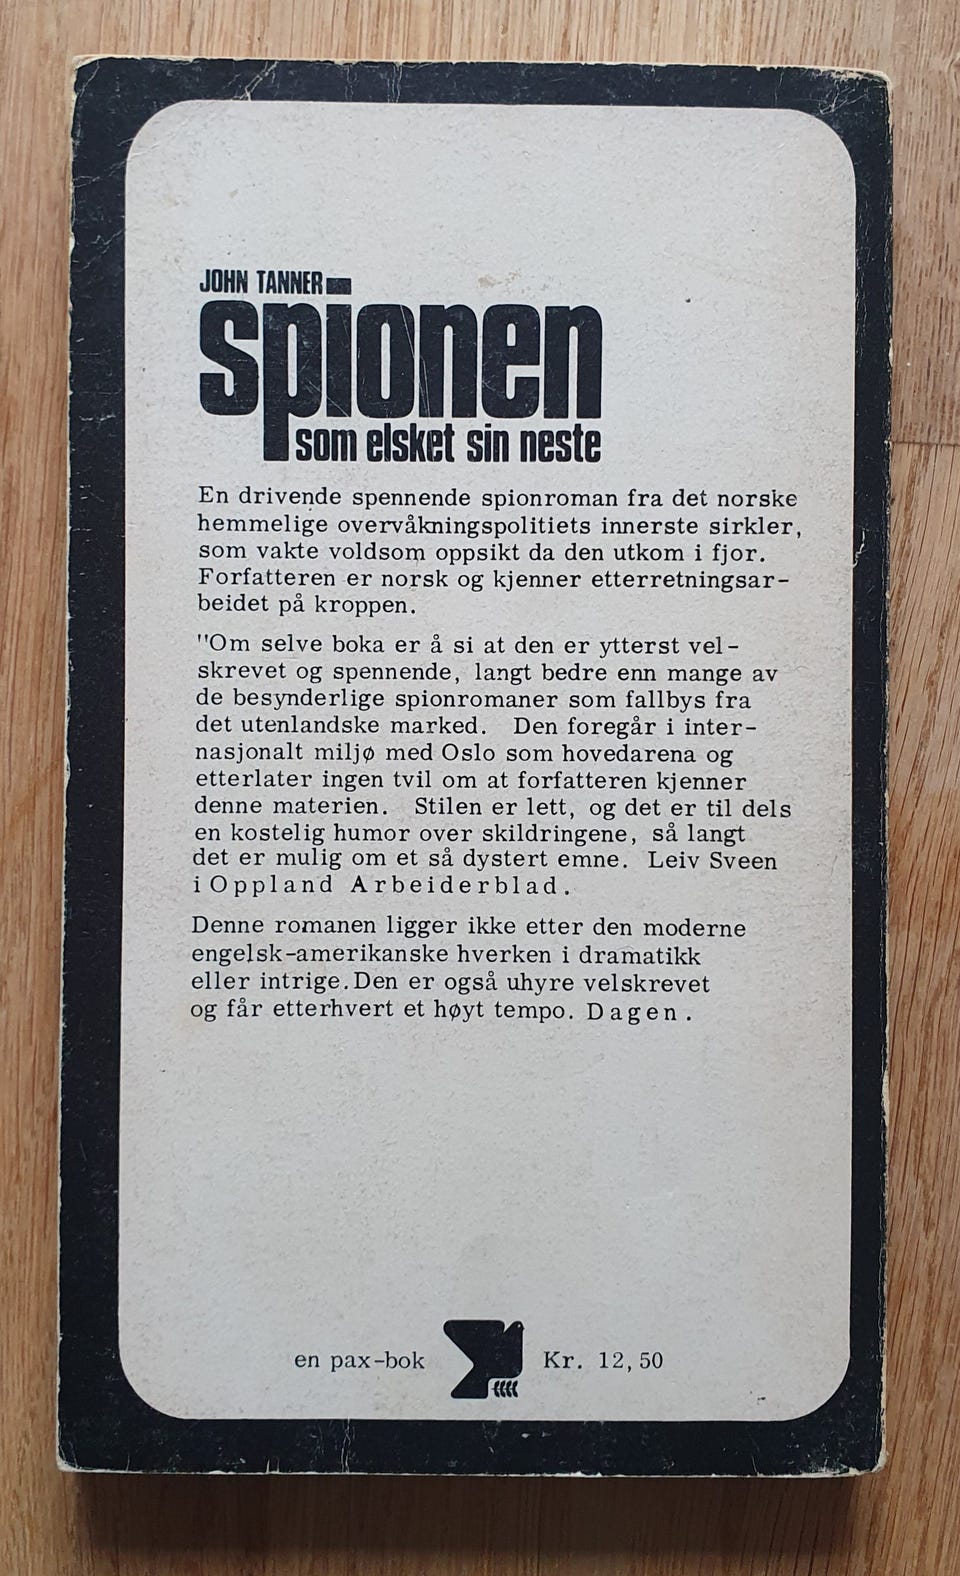 JOHN TANNER
spionen
som elsket sin neste
En drivende spennende spionroman fra det norske
hemmelige overvåkningspolitiets innerste sirkler,
som vakte voldsom oppsikt da den utkom i fjor.
Forfatteren er norsk og kjenner etterretningsar-
beidet på kroppen.
"Om selve boka er å si at den er ytterst vel-
skrevet og spennende, langt bedre enn mange av
de besynderlige spionromaner som fallbys fra
det utenlandske marked. Den foregår i inter-
nasjonalt miljø med Oslo som hovedarena og
etterlater ingen tvil om at forfatteren kjenner
denne materien. Stilen er lett, og det er til dels
en kostelig humor over skildringene, så langt
det er mulig om et så dystert emne. Leiv Sveen
i Oppland Arbeiderblad.
Denne romanen ligger ikke etter den moderne
engelsk-amerikanske hverken i dramatikk
eller intrige. Den er også uhyre velskrevet
og får etterhvert et høyt tempo. Dagen.
en pax-bok Kr. 12,50